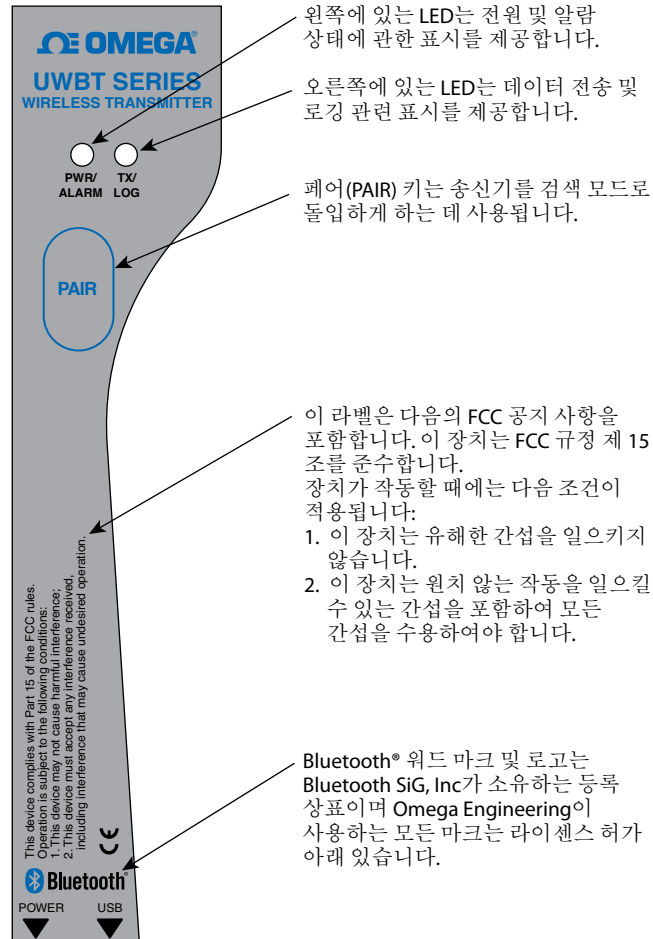 Ω OMEGA®
UWBT SERIES
WIRELESS TRANSMITTER
PWR/
ALARM
TX/
LOG
PAIR
This device complies with Part 15 of the FCC rules.
Operation is subject to the following conditions:
1. This device may not cause harmful interference;
2. This device must accept any interference received,
including interference that may cause undesired operation.
CE
Bluetooth®
POWER
USB
왼쪽에 있는 LED는 전원 및 알람
상태에 관한 표시를 제공합니다.
오른쪽에 있는 LED는 데이터 전송 및
로깅 관련 표시를 제공합니다.
페어(PAIR) 키는 송신기를 검색 모드로
돌입하게 하는 데 사용됩니다.
이 라벨은 다음의 FCC 공지 사항을
포함합니다. 이 장치는 FCC 규정 제 15
조를 준수합니다.
장치가 작동할 때에는 다음 조건이
적용됩니다:
1. 이 장치는 유해한 간섭을 일으키지
않습니다.
2. 이 장치는 원치 않는 작동을 일으킬
수 있는 간섭을 포함하여 모든
간섭을 수용하여야 합니다.
Bluetooth® 워드 마크 및 로고는
Bluetooth SiG, Inc가 소유하는 등록
상표이며 Omega Engineering이
사용하는 모든 마크는 라이센스 허가
아래 있습니다.